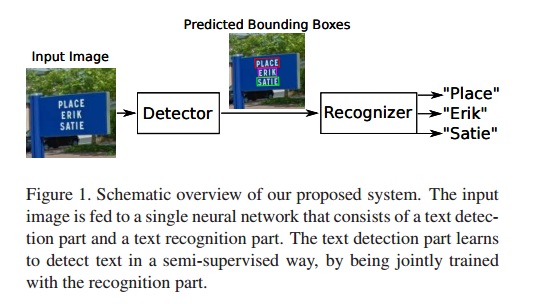 Predicted Bounding Boxes
Input Image
PLACE
ERIK
SATIE
PLACE
ERIK
SATIE
Detector
Recognizer
"Place"
"Erik"
"Satie"
Figure 1. Schematic overview of our proposed system. The input
image is fed to a single neural network that consists of a text detec-
tion part and a text recognition part. The text detection part learns
to detect text in a semi-supervised way, by being jointly trained
with the recognition part.